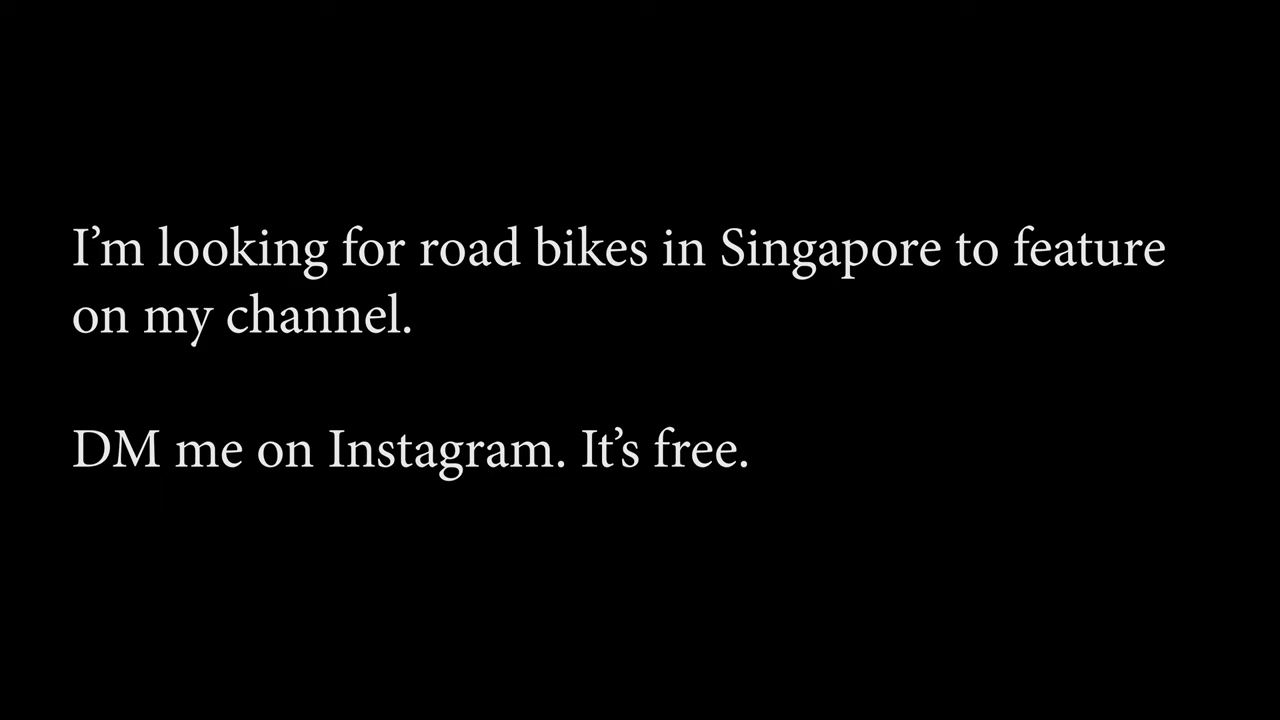 I’m looking for road bikes in Singapore to feature
on my channel.
DM me on Instagram. It’s free.